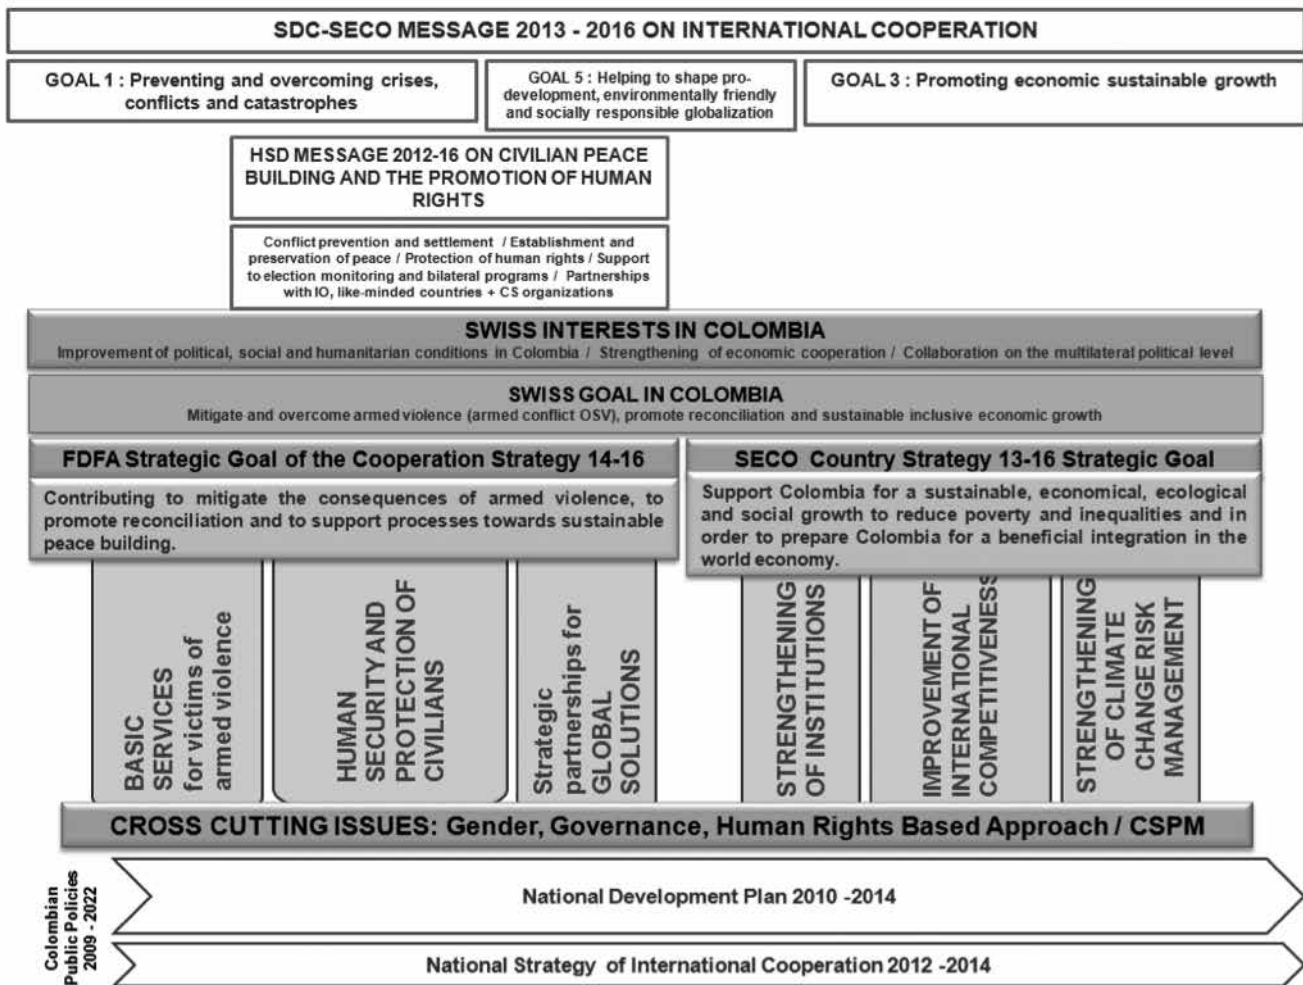 SDC-SECO MESSAGE 2013 - 2016 ON INTERNATIONAL COOPERATION
GOAL 1 : Preventing and overcoming crises,
conflicts and catastrophes
GOAL 5 : Helping to shape pro-
development, environmentally friendly
and socially responsible globalization
GOAL 3 : Promoting economic sustainable growth
HSD MESSAGE 2012-16 ON CIVILIAN PEACE
BUILDING AND THE PROMOTION OF HUMAN
RIGHTS
Conflict prevention and settlement / Establishment and
preservation of peace / Protection of human rights / Support
to election monitoring and bilateral programs / Partnerships
with IO, like-minded countries + CS organizations
SWISS INTERESTS IN COLOMBIA
Improvement of political, social and humanitarian conditions in Colombia / Strengthening of economic cooperation / Collaboration on the multilateral political level
SWISS GOAL IN COLOMBIA
Mitigate and overcome armed violence (armed conflict OSV), promote reconciliation and sustainable inclusive economic growth
FDFA Strategic Goal of the Cooperation Strategy 14-16
Contributing to mitigate the consequences of armed violence, to
promote reconciliation and to support processes towards sustainable
peace building.
SECO Country Strategy 13-16 Strategic Goal
Support Colombia for a sustainable, economical, ecological
and social growth to reduce poverty and inequalities and in
order to prepare Colombia for a beneficial integration in the
world economy.
BASIC
SERVICES
for victims of
armed violence
HUMAN
SECURITY AND
PROTECTION OF
CIVILIANS
Strategic
partnerships for
GLOBAL
SOLUTIONS
STRENGTHENING
OF INSTITUTIONS
IMPROVEMENT OF
INTERNATIONAL
COMPETITIVENESS
STRENGTHENING
OF CLIMATE
CHANGE RISK
MANAGEMENT
CROSS CUTTING ISSUES: Gender, Governance, Human Rights Based Approach / CSPM
Colombian
Public Policies
2009 - 2022
National Development Plan 2010 -2014
National Strategy of International Cooperation 2012 -2014